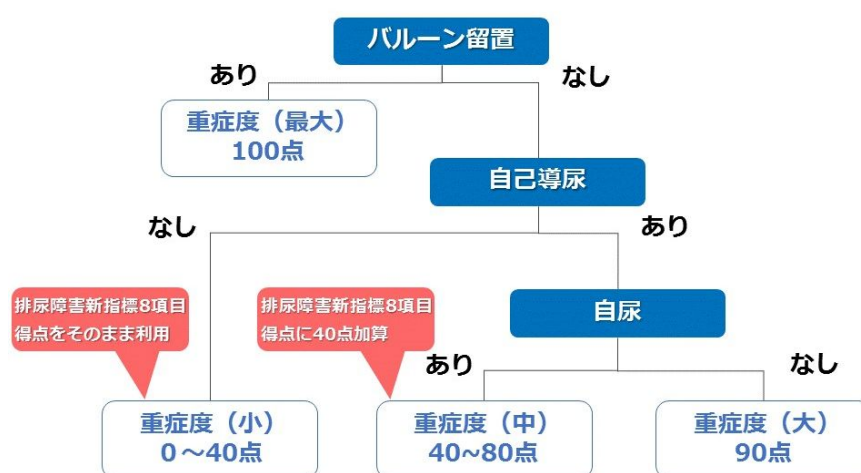 バルーン留置
あり
なし
重症度（最大）
100点
自己導尿
なし
あり
排尿障害新指標8項目
得点をそのまま利用
排尿障害新指標8項目
得点に40点加算
自尿
あり
なし
重症度（小）
0～40点
重症度（中）
40~80点
重症度（大）
90点